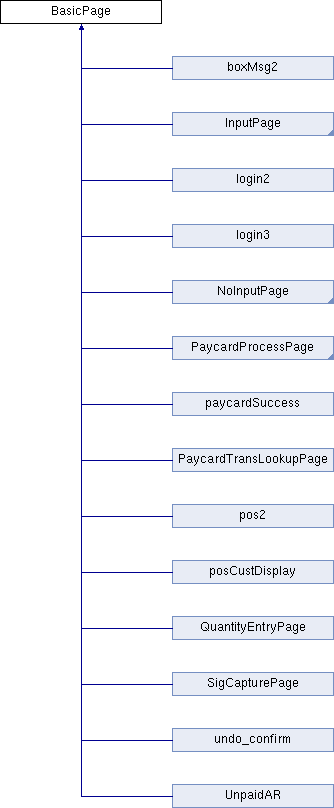 BasicPage
boxMsg2
InputPage
login2
login3
NoInputPage
PaycardProcessPage
paycardSuccess
PaycardTransLookupPage
pos2
posCustDisplay
QuantityEntryPage
SigCapturePage
undo_confirm
UnpaidAR